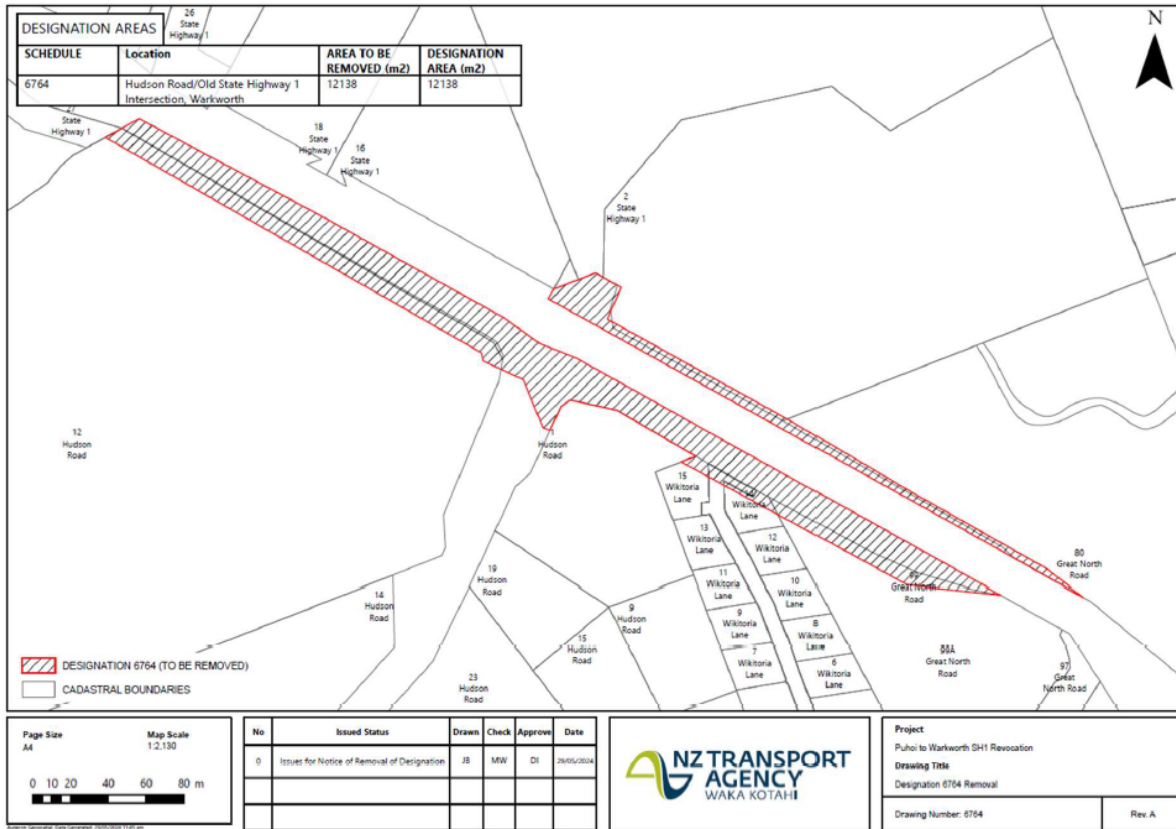 DESIGNATION AREAS
SCHEDULE Location AREA TO BE REMOVED (m2) DESIGNATION AREA (m2)
6764 Hudson Road/Old State Highway 1 Intersection, Warkworth 12138 12138
N
26
State
Highway 1
State
Highway 1
18
State
Highway 1
16
State
Highway 1
2
State
Highway 1
12
Hudson
Road
1
Hudson
Road
15
Wikitoria
Lane
Lane
13
Wikitoria
Lane
12
Wikitoria
Lane
11
Wikitoria
Lane
10
Wikitoria
Lane
9
Wikitoria
Lane
8
Wikitoria
Lane
7
Wikitoria
Lane
6
Wikitoria
Lane
80
Great North
Road
Great North
Road
Great North
Road
97
Great
North Road
19
Hudson
Road
14
Hudson
Road
9
Hudson
Road
15
Hudson
Road
23
Hudson
Road
DESIGNATION 6764 (TO BE REMOVED)
CADASTRAL BOUNDARIES
Page Size
A4
Map Scale
1:2,130
0 10 20 40 60 80 m
No Issued Status Drawn Check Approve Date
0 Issues for Notice of Removal of Designation JB MW DI 29/05/2024
NZ TRANSPORT
AGENCY
WAKA KOTAHI
Project
Puhoi to Warkworth SH1 Revocation
Drawing Title
Designation 6764 Removal
Drawing Number: 6764
Rev. A